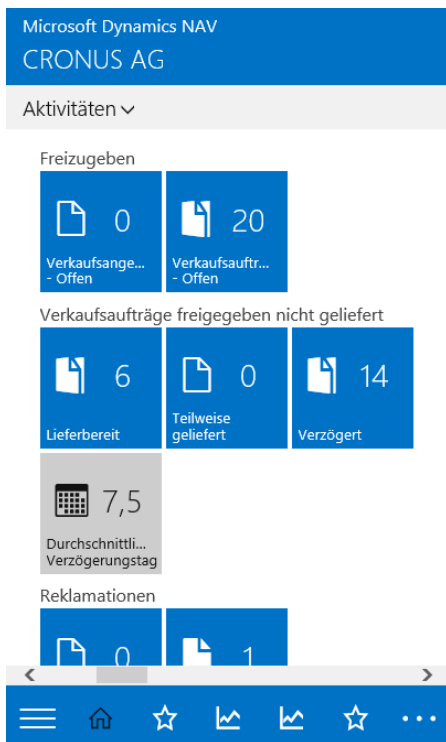 Microsoft Dynamics NAV
CRONUS AG
Aktivitäten
Freizugeben
0
20
Verkaufsange...
- Offen
Verkaufsauftr...
- Offen
Verkaufsaufträge freigegeben nicht geliefert
6
0
14
Lieferbereit
Teilweise
geliefert
Verzögert
7,5
Durchschnittli...
Verzögerungstag
Reklamationen
0
1